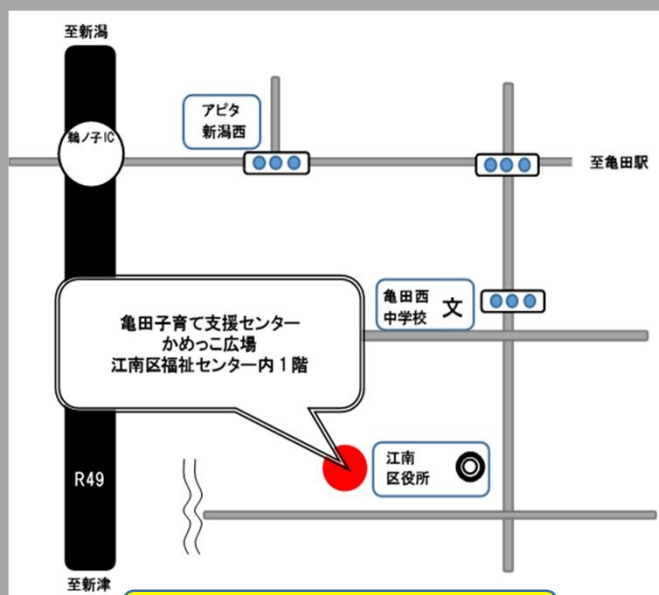 至新潟
アピタ
新潟西
鵜ノ子IC
至亀田駅
亀田西
中学校
文
亀田子育て支援センター
かめっこ広場
江南区福祉センター内1階
江南
区役所
R49
至新津